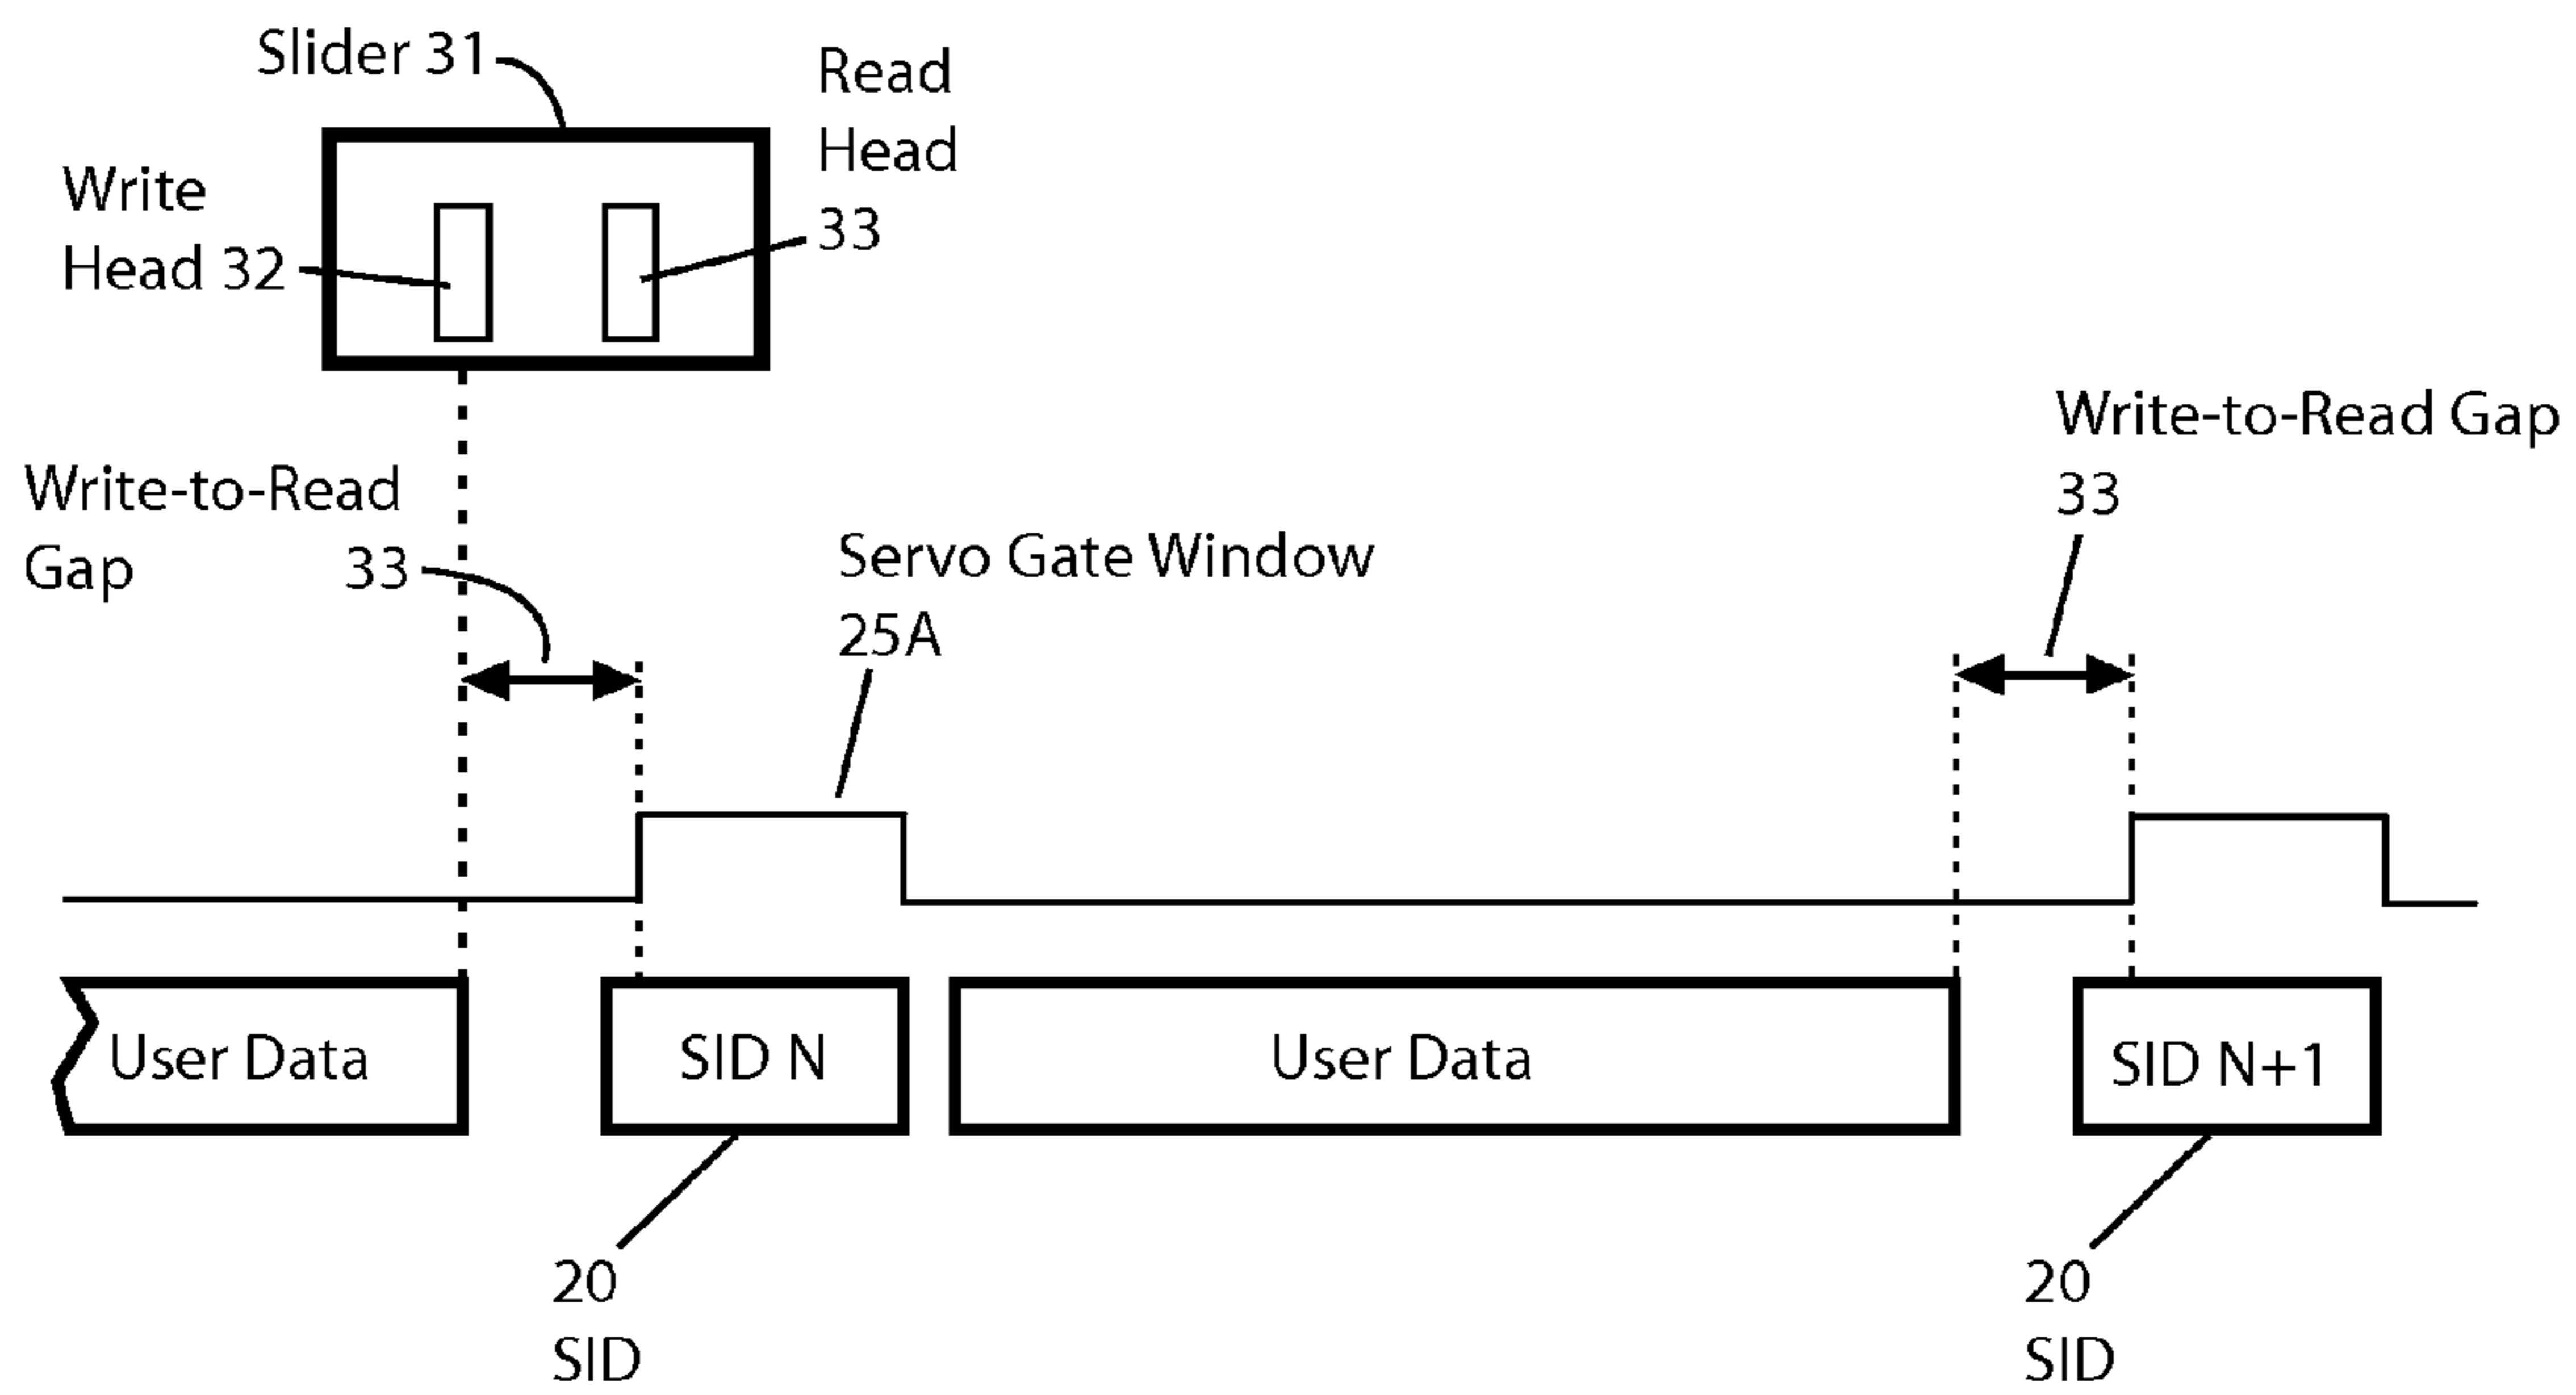 Slider 31
Read
Head
33
Write
Head 32
Write-to-Read Gap
33
Write-to-Read
Gap 33
Servo Gate Window
25A
User Data
SID N
User Data
SID N+1
20
SID
20
SID